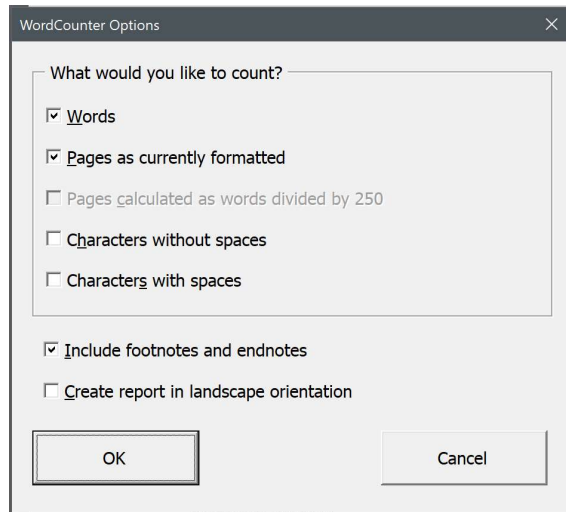 WordCounter Options
What would you like to count?
Words
Pages as currently formatted
Pages calculated as words divided by 250
Characters without spaces
Characters with spaces
Include footnotes and endnotes
Create report in landscape orientation
OK Cancel